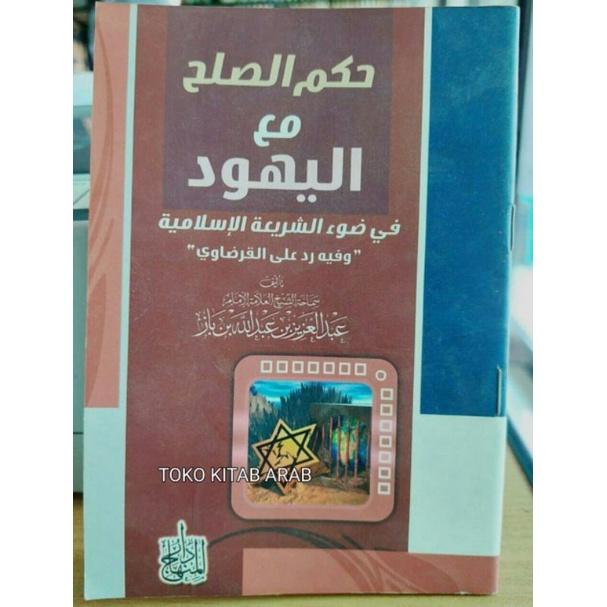 حكم الصلح
مع
اليهود
في ضوء الشريعة الإسلامية
"وفيه رد على القرضاوي"
تأليف
سماحة الشيخ العلامة الإمام
عبد العزيز بن عبد الله بن باز
TOKO KITAB ARAB
دار المنهاج